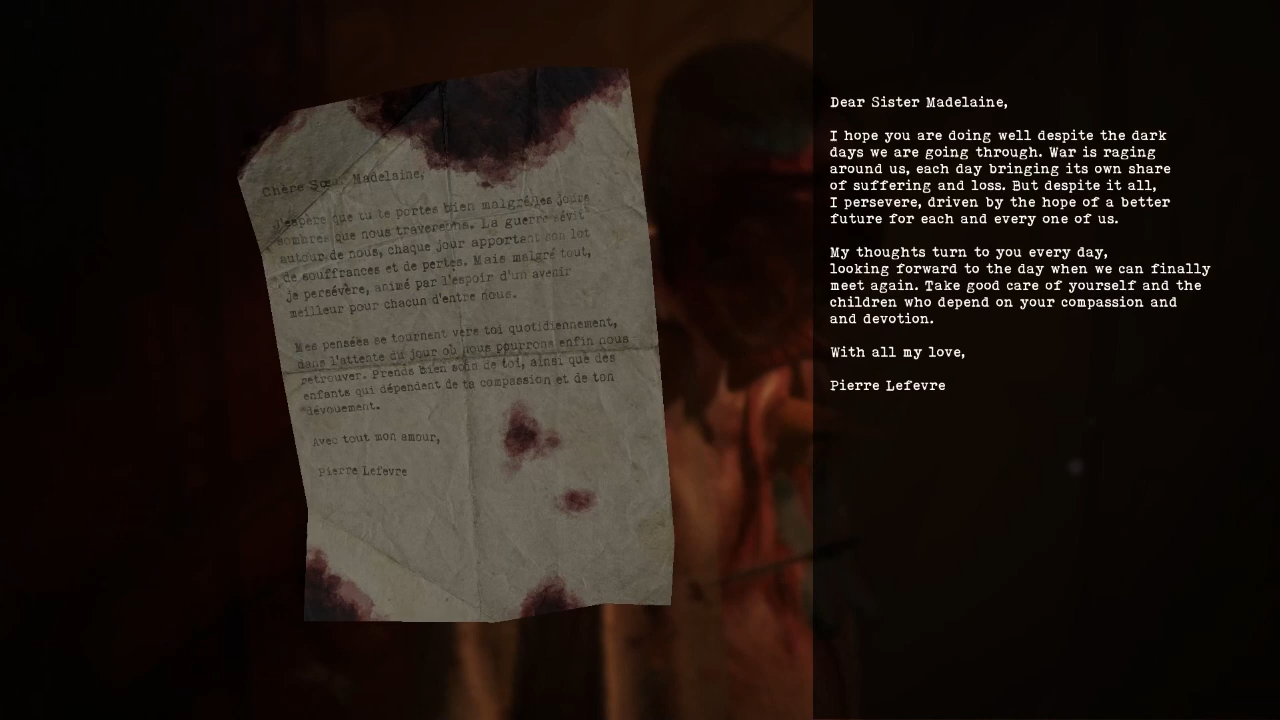 Chère Sœur Madelaine,
J'espère que tu te portes bien malgré les jours
sombres que nous traversons. La guerre sévit
autour de nous, chaque jour apportant son lot
de souffrances et de pertes. Mais malgré tout,
je persévère, animé par l'espoir d'un avenir
meilleur pour chacun d'entre nous.
Mes pensées se tournent vers toi quotidiennement,
dans l'attente du jour où nous pourrons enfin nous
retrouver. Prends bien soin de toi, ainsi que des
enfants qui dépendent de ta compassion et de ton
dévouement.
Avec tout mon amour,
Pierre Lefevre
Dear Sister Madelaine,
I hope you are doing well despite the dark
days we are going through. War is raging
around us, each day bringing its own share
of suffering and loss. But despite it all,
I persevere, driven by the hope of a better
future for each and every one of us.
My thoughts turn to you every day,
looking forward to the day when we can finally
meet again. Take good care of yourself and the
children who depend on your compassion and
and devotion.
With all my love,
Pierre Lefevre